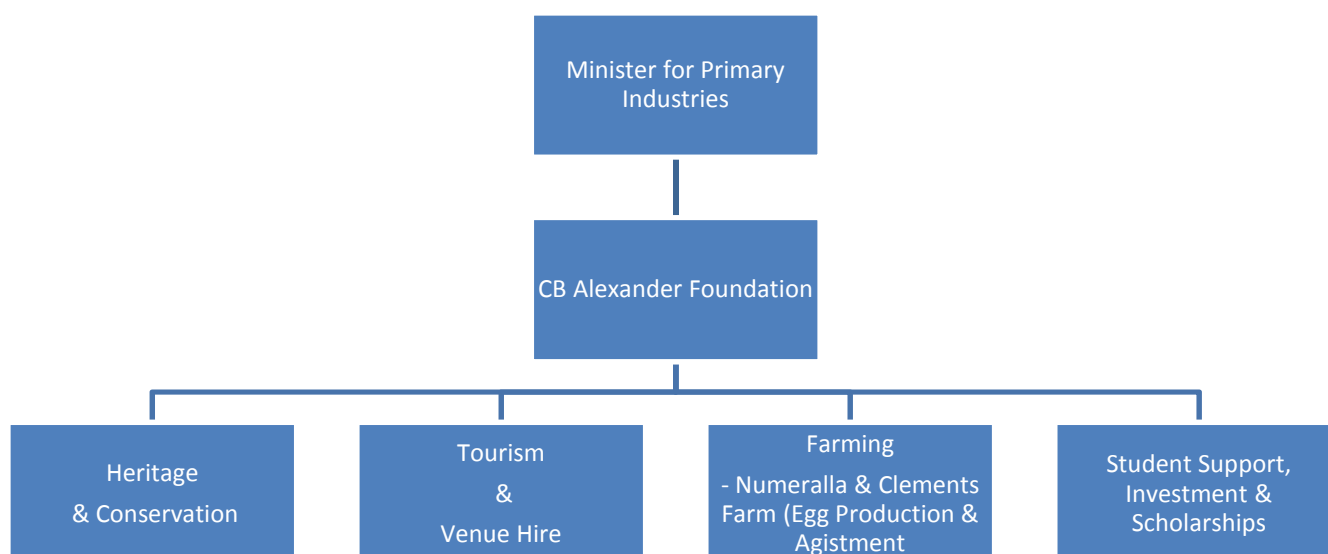 Minister for Primary
Industries
CB Alexander Foundation
Heritage
& Conservation
Tourism
&
Venue Hire
Farming
- Numeralla & Clements
Farm (Egg Production &
Agistment
Student Support,
Investment &
Scholarships